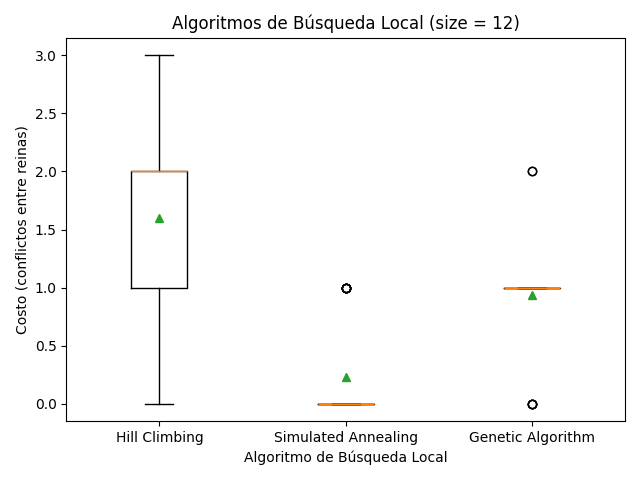 Algoritmos de Búsqueda Local (size = 12)
Costo (conflictos entre reinas)
3.0
2.5
2.0
1.5
1.0
0.5
0.0
Hill Climbing
Simulated Annealing
Genetic Algorithm
Algoritmo de Búsqueda Local